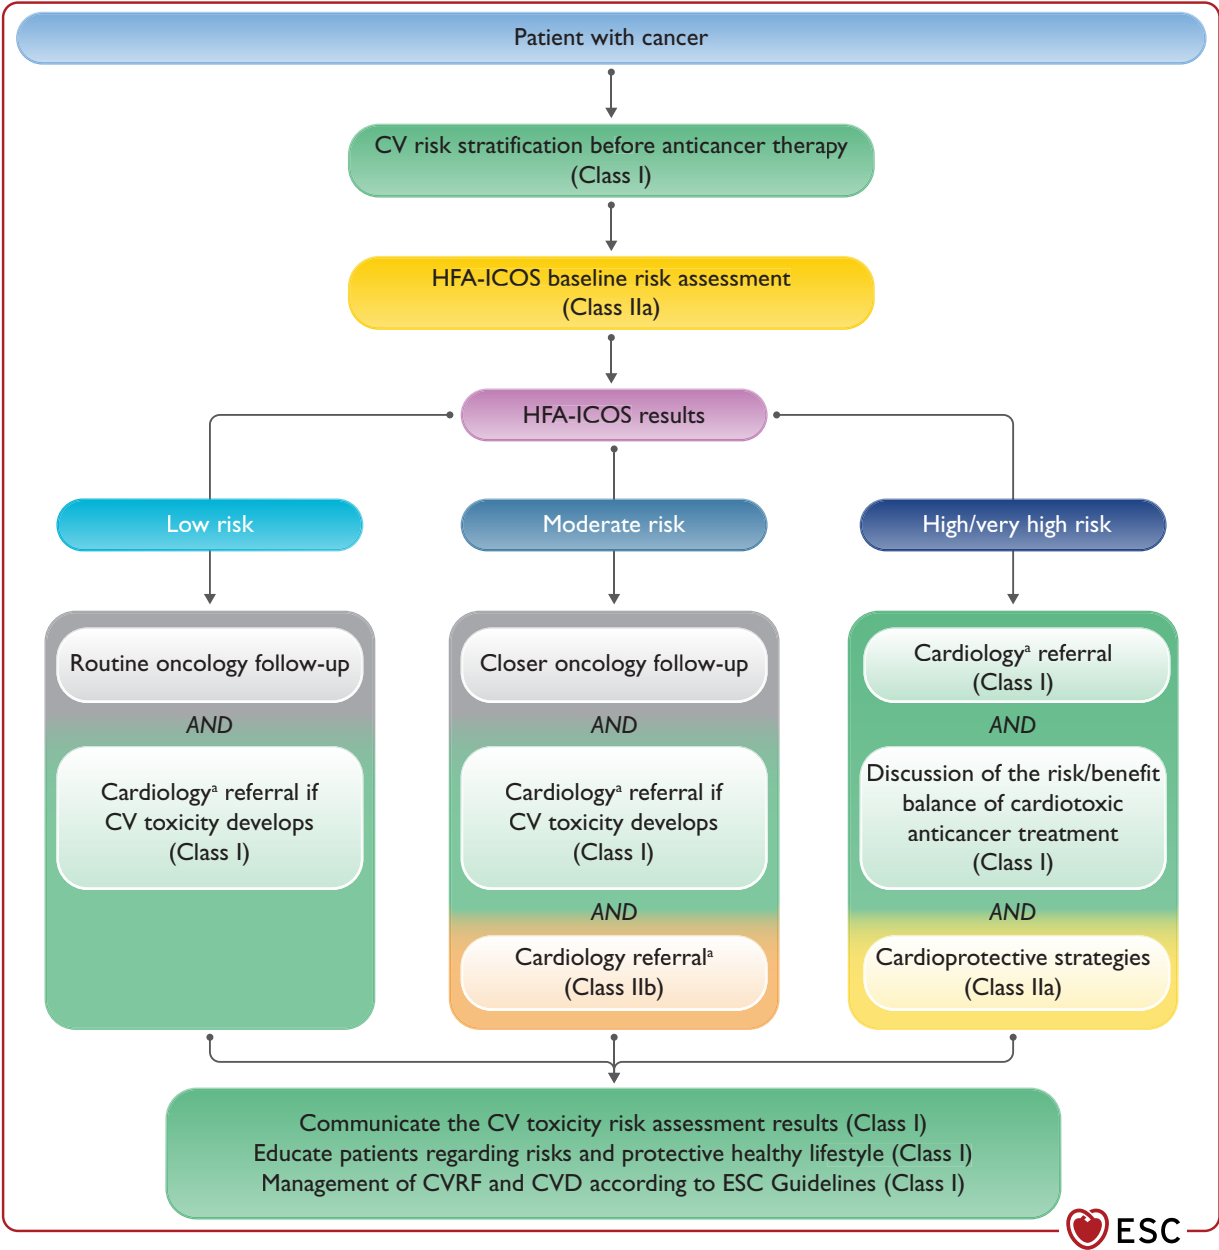 Patient with cancer
CV risk stratification before anticancer therapy
(Class I)
HFA-ICOS baseline risk assessment
(Class IIa)
HFA-ICOS results
Low risk
Moderate risk
High/very high risk
Routine oncology follow-up
AND
Cardiologyᵃ referral if
CV toxicity develops
(Class I)
Closer oncology follow-up
AND
Cardiologyᵃ referral if
CV toxicity develops
(Class I)
AND
Cardiology referralᵃ
(Class IIb)
Cardiologyᵃ referral
(Class I)
AND
Discussion of the risk/benefit
balance of cardiotoxic
anticancer treatment
(Class I)
AND
Cardioprotective strategies
(Class IIa)
Communicate the CV toxicity risk assessment results (Class I)
Educate patients regarding risks and protective healthy lifestyle (Class I)
Management of CVRF and CVD according to ESC Guidelines (Class I)
ESC